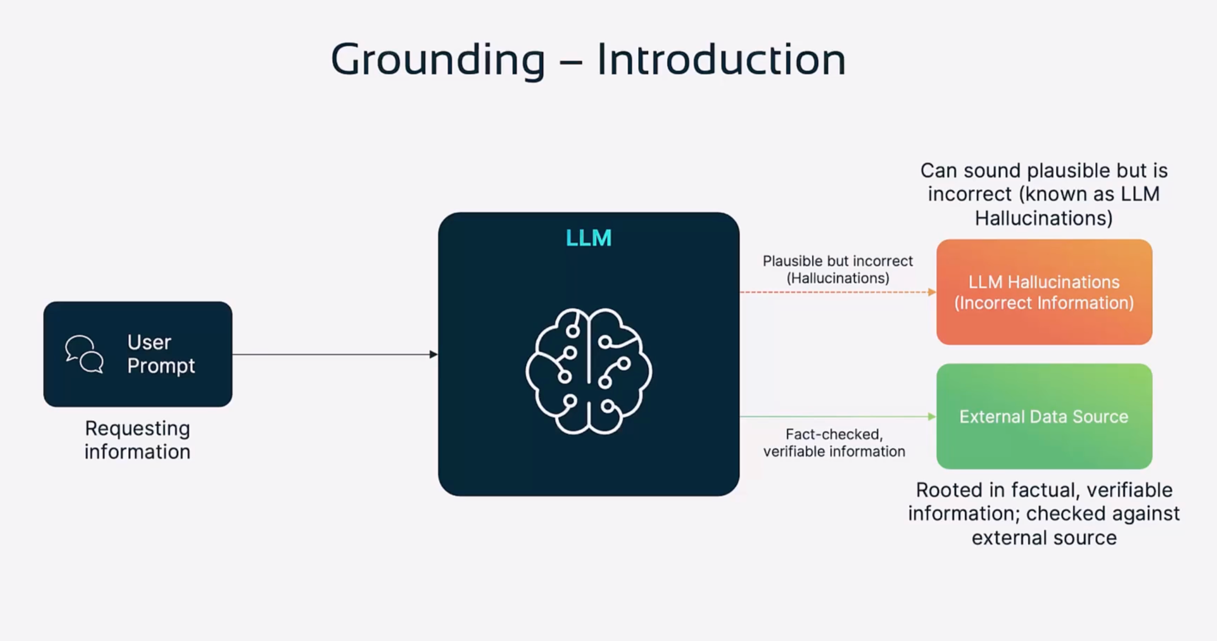 Grounding – Introduction
Can sound plausible but is
incorrect (known as LLM
Hallucinations)
LLM
Plausible but incorrect
(Hallucinations)
LLM Hallucinations
(Incorrect Information)
User
Prompt
Requesting
information
External Data Source
Fact-checked,
verifiable information
Rooted in factual, verifiable
information; checked against
external source